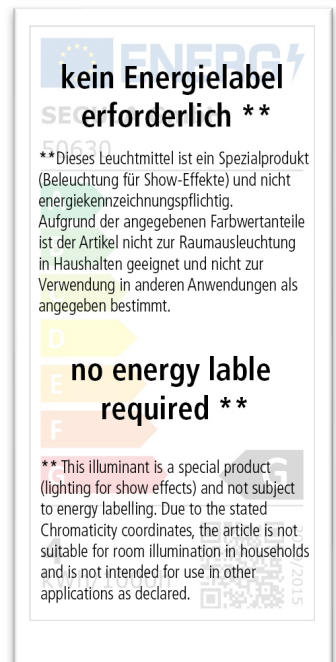 ENERG
kein Energielabel
erforderlich **
50630
**Dieses Leuchtmittel ist ein Spezialprodukt
(Beleuchtung für Show-Effekte) und nicht
energiekennzeichnungspflichtig.
Aufgrund der angegebenen Farbwertanteile
ist der Artikel nicht zur Raumausleuchtung
in Haushalten geeignet und nicht zur
Verwendung in anderen Anwendungen als
angegeben bestimmt.
D
E
no energy lable
required **
F
G
** This illuminant is a special product
(lighting for show effects) and not subject
to energy labelling. Due to the stated
Chromaticity coordinates, the article is not
suitable for room illumination in households
and is not intended for use in other
applications as declared.